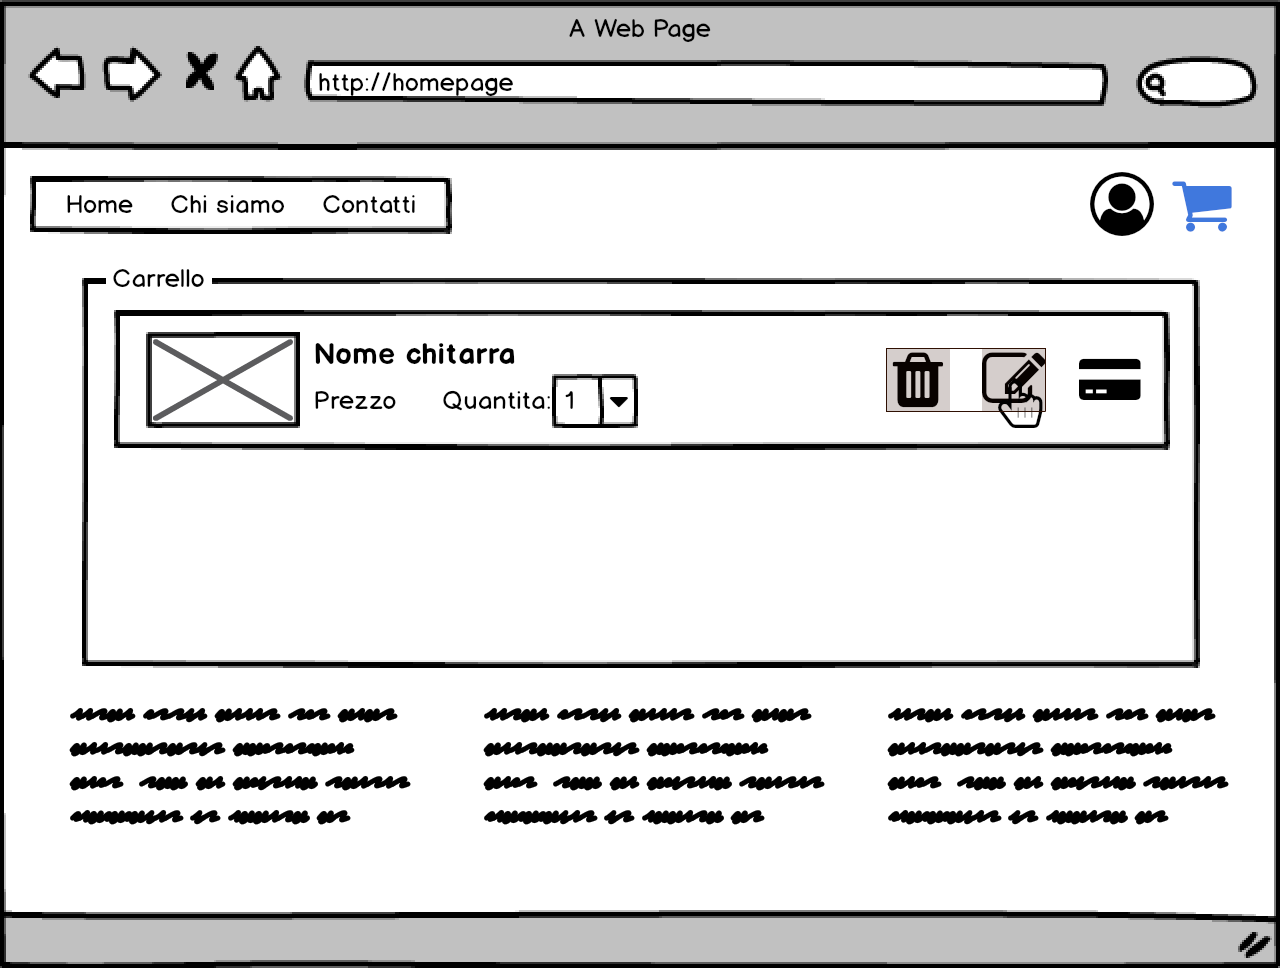 A Web Page
http://homepage
Home Chi siamo Contatti
Carrello
Nome chitarra
Prezzo Quantita: 1